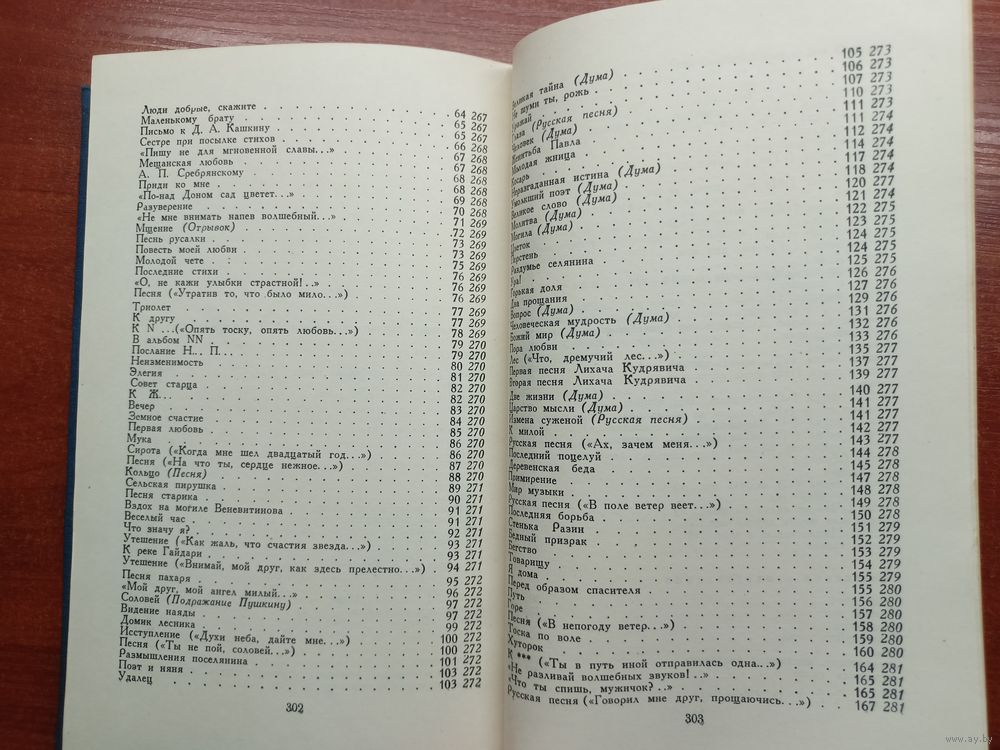 Люди добрые, скажите . . . 64 267
Маленькому брату . . . 65 267
Письмо к Д. А. Кашкину . . . 65 267
Сестре при посылке стихов . . . 66 268
«Пишу не для мгновенной славы...» . . . 67 268
Мещанская любовь . . . 67 268
А. П. Сребрянскому . . . 68 268
Приди ко мне . . . 68 268
«По-над Доном сад цветет...» . . . 69 268
Разуверение . . . 70 268
«Не мне внимать напев волшебный...» . . . 71 269
Мщение (Отрывок) . . . 72 269
Песнь русалки . . . 73 269
Повесть моей любви . . . 73 269
Молодой чете . . . 75 269
Последние стихи . . . 76 269
«О, не кажи улыбки страстной!..» . . . 76 269
Песня («Утратив то, что было мило...») . . . 76 269
Триолет . . . 77 269
К другу . . . 77 269
К N ...(«Опять тоску, опять любовь...») . . . 78 269
В альбом NN . . . 79 270
Послание Н... П... . . . 79 270
Неизменимость . . . 80 270
Элегия . . . 81 270
Совет старца . . . 82 270
К Ж... . . . 82 270
Вечер . . . 83 270
Земное счастие . . . 84 270
Первая любовь . . . 85 270
Мука . . . 86 270
Сирота («Когда мне шел двадцатый год...») . . . 86 270
Песня («На что ты, сердце нежное...») . . . 87 270
Кольцо (Песня) . . . 88 270
Сельская пирушка . . . 89 271
Песня старика . . . 90 271
Вздох на могиле Веневитинова . . . 91 271
Веселый час . . . 91 271
Что значу я? . . . 92 271
Утешение («Как жаль, что счастия звезда...») . . . 93 271
К реке Гайдари . . . 93 271
Утешение («Внимай, мой друг, как здесь прелестно...») . 94 271
Песня пахаря . . . 95 272
«Мой друг, мой ангел милый...» . . . 96 272
Соловей (Подражание Пушкину) . . . 97 272
Видение наяды . . . 97 272
Домик лесника . . . 99 272
Исступление («Духи неба, дайте мне...») . . . 100 272
Песня («Ты не пой, соловей...») . . . 100 272
Размышления поселянина . . . 101 272
Поэт и няня . . . 103 272
Удалец . . . 103 272
302
Великая тайна (Дума) . . . 105 273
Не шуми ты, рожь . . . 106 273
Урожай . . . 107 273
Глаза (Русская песня) . . . 110 273
Человек (Дума) . . . 111 273
Женитьба Павла . . . 111 274
Молодая жница . . . 112 274
Косарь . . . 114 274
Неразгаданная истина (Дума) . . . 117 274
Умолкший поэт (Дума) . . . 118 274
Великое слово (Дума) . . . 120 277
Молитва (Дума) . . . 121 274
Могила (Дума) . . . 122 275
Цветок . . . 123 275
Перстень . . . 124 275
Раздумье селянина . . . 124 275
Ура! . . . 125 275
Горькая доля . . . 126 276
Два прощания . . . 127 276
Вопрос (Дума) . . . 129 276
Человеческая мудрость (Дума) . . . 131 276
Божий мир (Дума) . . . 132 276
Пора любви . . . 133 276
Лес («Что, дремучий лес...») . . . 135 277
Первая песня Лихача Кудрявича . . . 137 277
Вторая песня Лихача Кудрявича . . . 139 277
Две жизни (Дума) . . . 140 277
Царство мысли (Дума) . . . 141 277
Измена суженой (Русская песня) . . . 141 277
К милой . . . 142 277
Русская песня («Ах, зачем меня...») . . . 143 277
Последний поцелуй . . . 144 278
Деревенская беда . . . 145 278
Примирение . . . 147 278
Мир музыки . . . 148 278
Русская песня («В поле ветер веет...») . . . 149 278
Последняя борьба . . . 150 278
Стенька Разин . . . 151 279
Бедный призрак . . . 152 279
Бегство . . . 153 279
Товарищу . . . 154 279
Я дома . . . 155 279
Перед образом спасителя . . . 155 280
Путь . . . 156 280
Горе . . . 157 280
Песня («В непогоду ветер...») . . . 158 280
Тоска по воле . . . 159 280
Хуторок . . . 160 280
К *** («Ты в путь иной отправилась одна...») . . . 164 281
«Не разливай волшебных звуков!..» . . . 165 281
«Что ты спишь, мужичок?..» . . . 165 281
Русская песня («Говорил мне друг, прощаючись...») . . . 167 281
303
www.ay.by